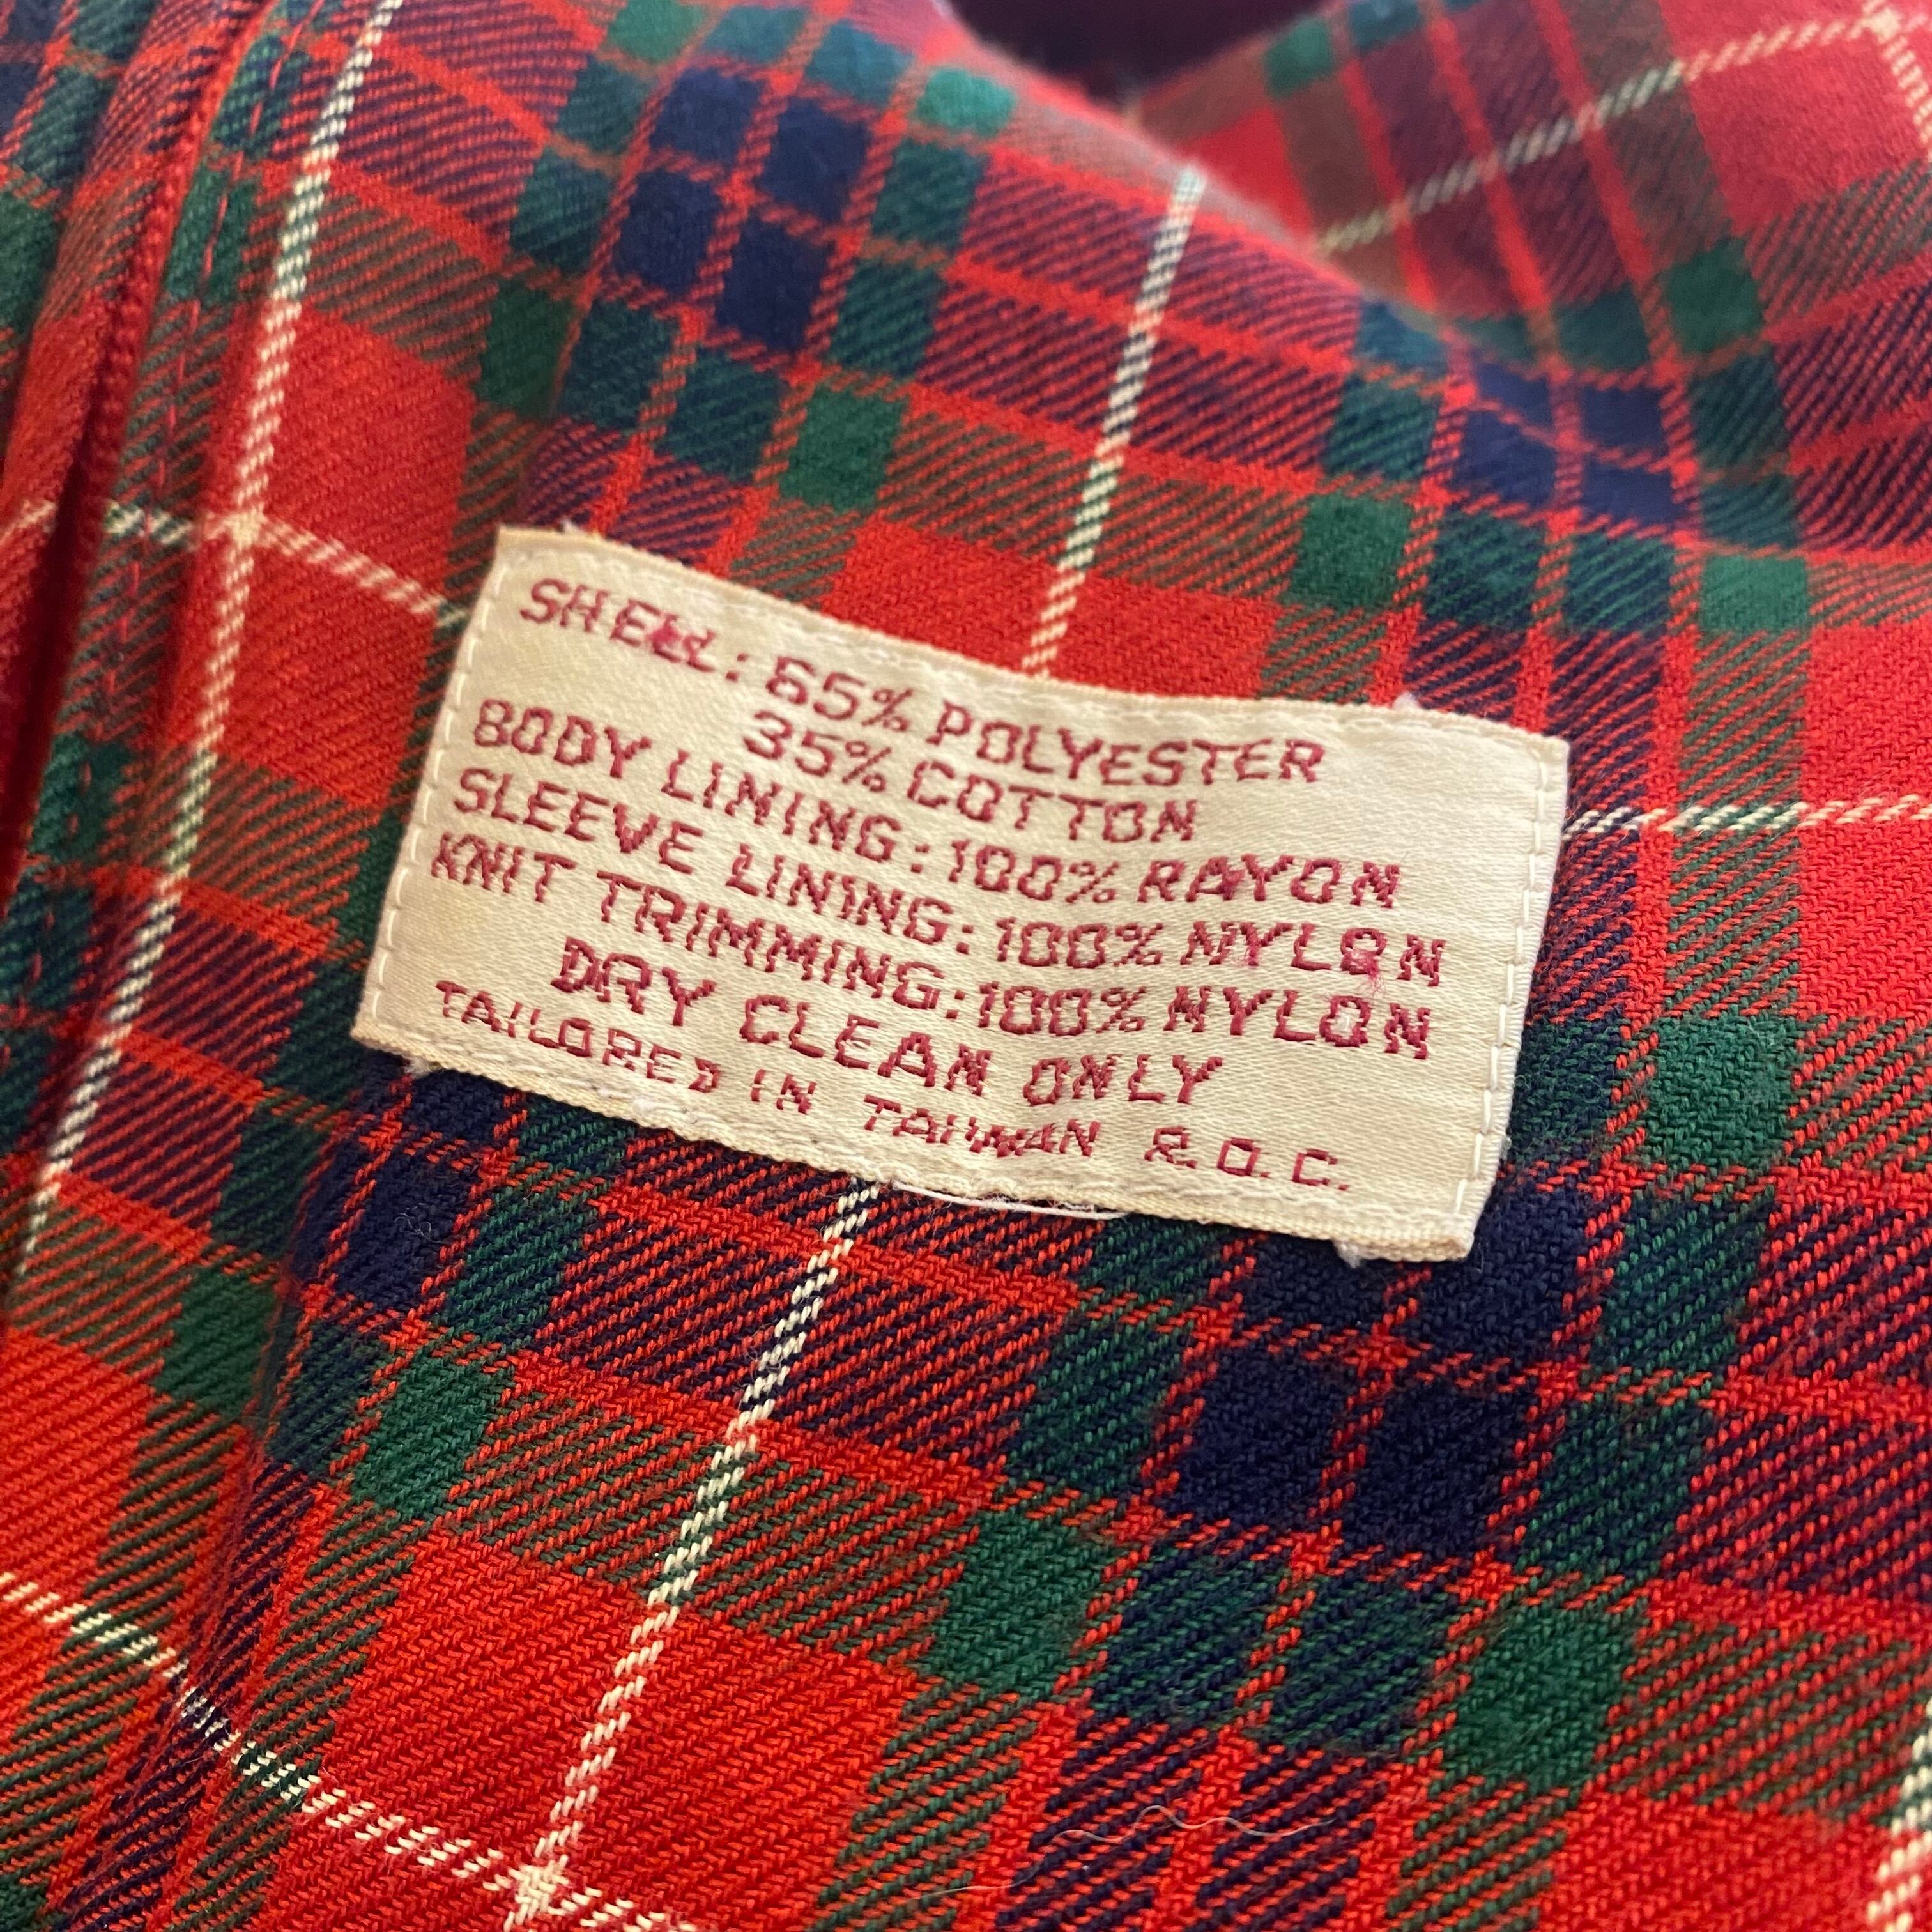 SHELL: 65% POLYESTER
35% COTTON
BODY LINING: 100% RAYON
SLEEVE LINING: 100% NYLON
KNIT TRIMMING: 100% NYLON
DRY CLEAN ONLY
TAILORED IN TAIWAN R.O.C.